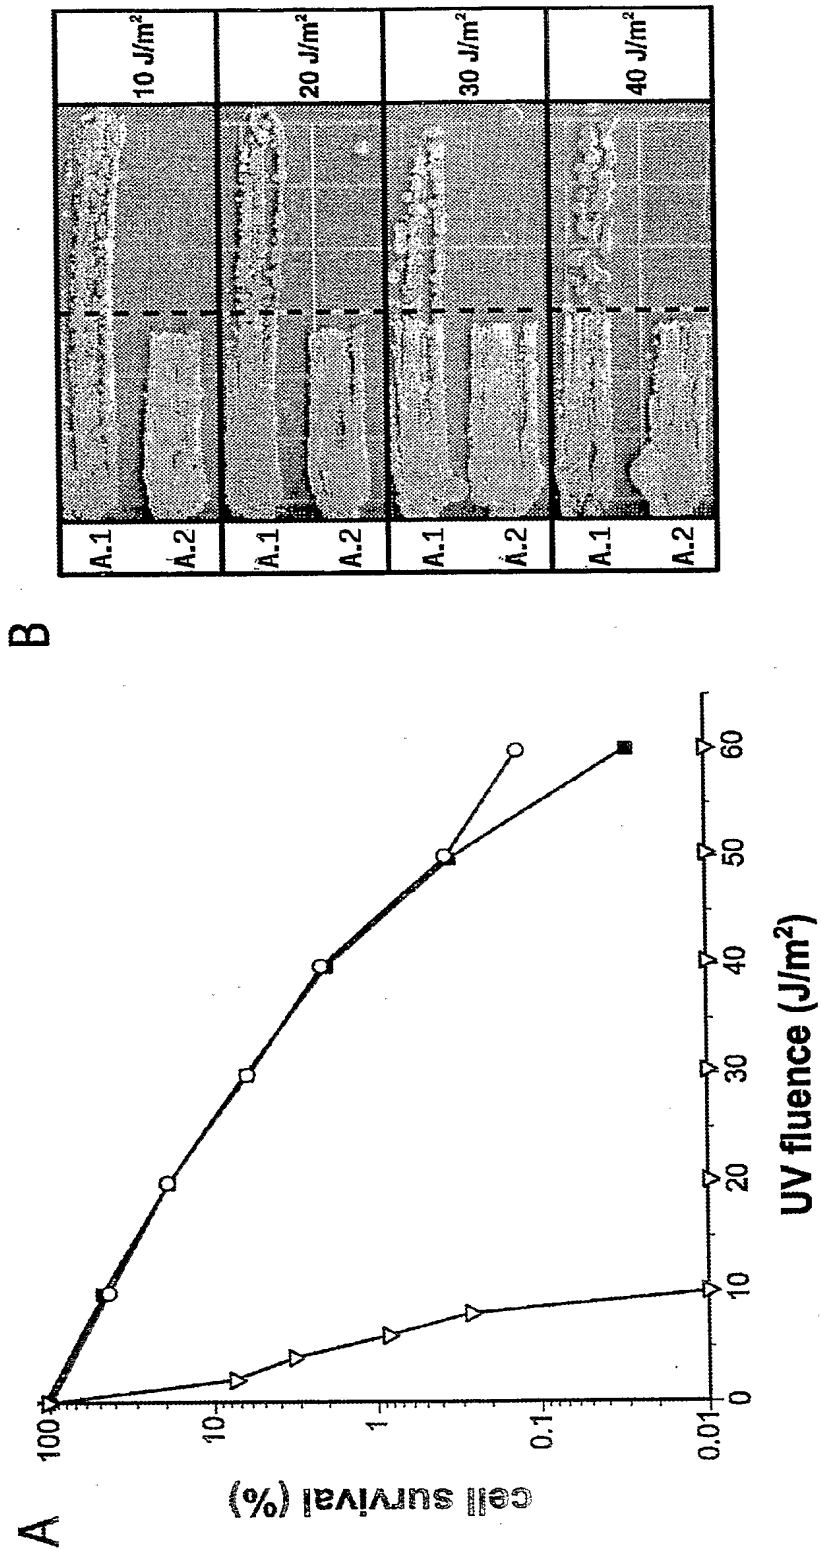 A
cell survival (%)
100
10
1
0.1
0.01
0
10
20
30
40
50
60
UV fluence (J/m²)
B
A.1
A.2
10 J/m²
A.1
A.2
20 J/m²
A.1
A.2
30 J/m²
A.1
A.2
40 J/m²